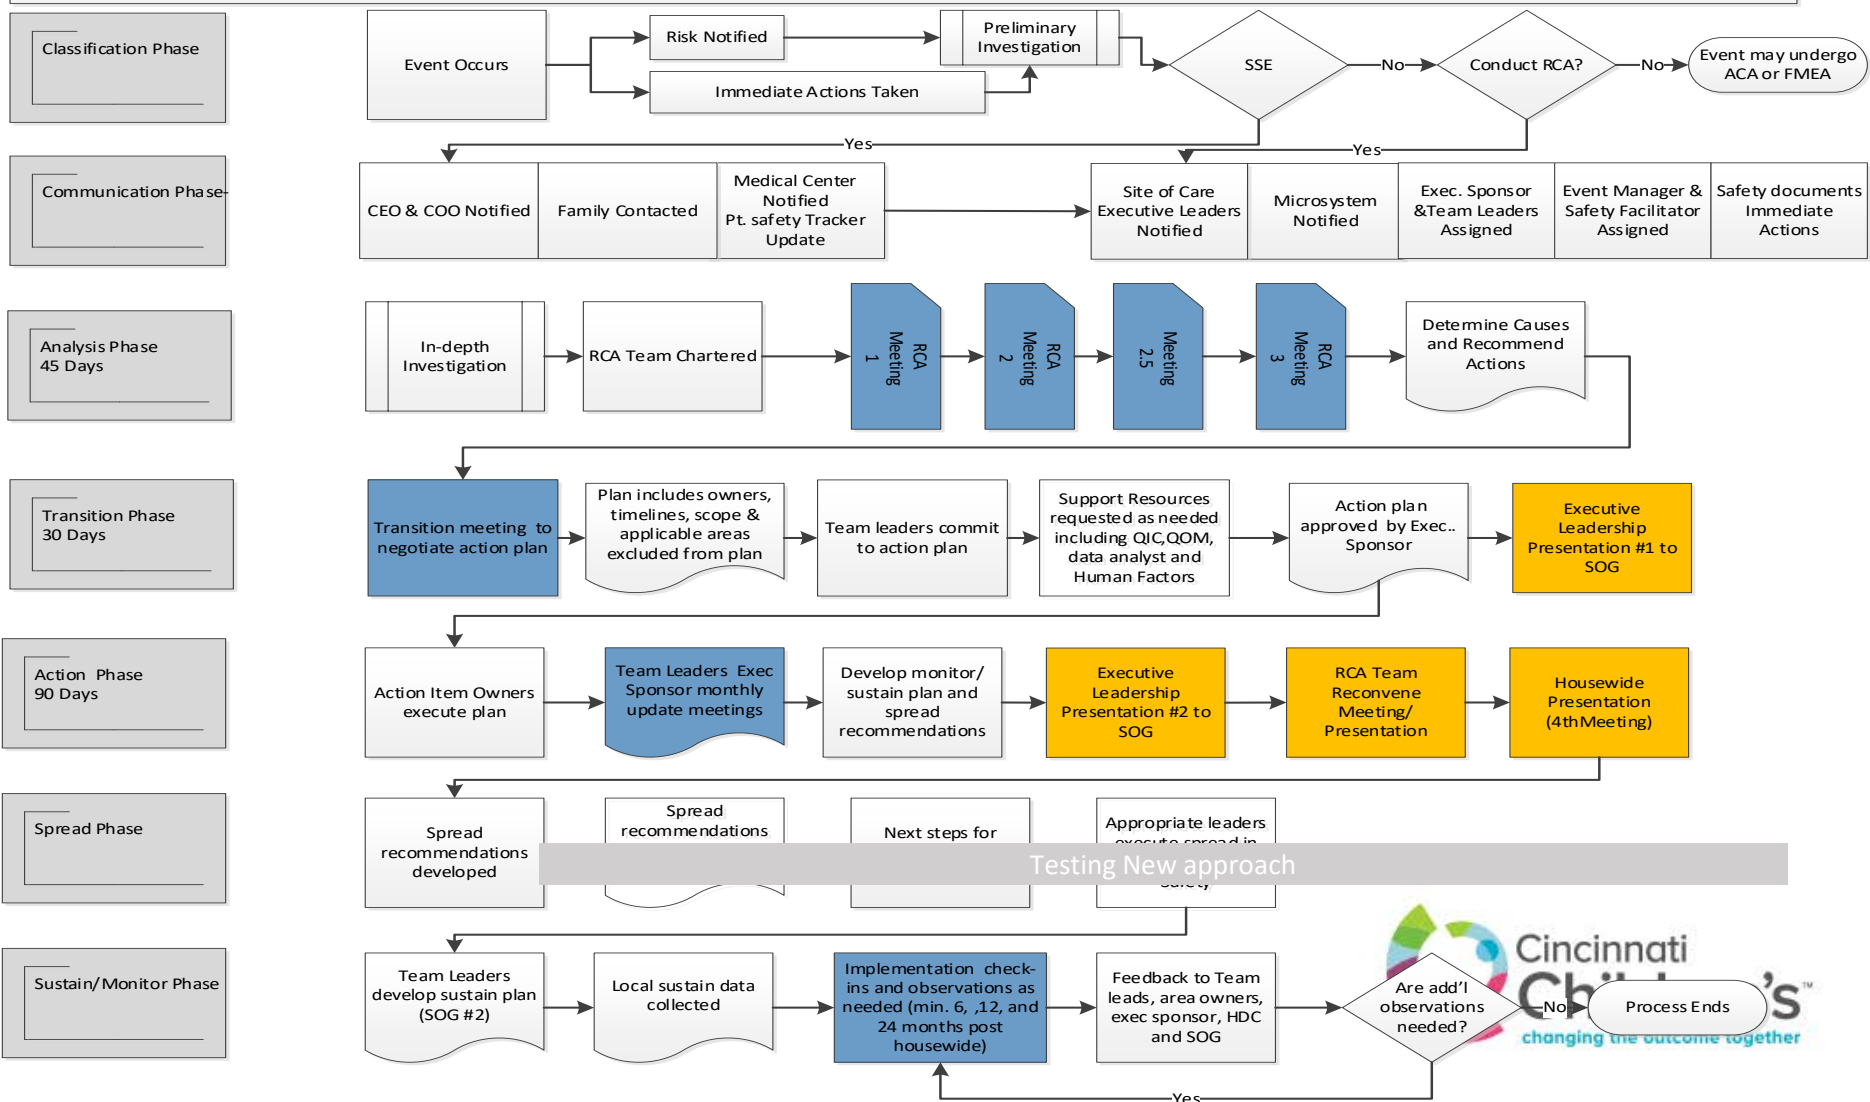 Classification Phase
Event Occurs
Risk Notified
Immediate Actions Taken
Preliminary
Investigation
SSE
No
Conduct RCA?
No
Event may undergo
ACA or FMEA
Yes
Yes
Communication Phase-
CEO & COO Notified
Family Contacted
Medical Center
Notified
Pt. safety Tracker
Update
Site of Care
Executive Leaders
Notified
Microsystem
Notified
Exec. Sponsor
&Team Leaders
Assigned
Event Manager &
Safety Facilitator
Assigned
Safety documents
Immediate
Actions
Analysis Phase
45 Days
In-depth
Investigation
RCA Team Chartered
RCA
Meeting
1
RCA
Meeting
2
Meeting
2.5
RCA
Meeting
3
Determine Causes
and Recommend
Actions
Transition Phase
30 Days
Transition meeting to
negotiate action plan
Plan includes owners,
timelines, scope &
applicable areas
excluded from plan
Team leaders commit
to action plan
Support Resources
requested as needed
including QIC,QOM,
data analyst and
Human Factors
Action plan
approved by Exec..
Sponsor
Executive
Leadership
Presentation #1 to
SOG
Action Phase
90 Days
Action Item Owners
execute plan
Team Leaders Exec
Sponsor monthly
update meetings
Develop monitor/
sustain plan and
spread
recommendations
Executive
Leadership
Presentation #2 to
SOG
RCA Team
Reconvene
Meeting/
Presentation
Housewide
Presentation
(4thMeeting)
Spread Phase
Spread
recommendations
developed
Spread
recommendations
Next steps for
Appropriate leaders
execute spread in
Safety
Testing New approach
Sustain/Monitor Phase
Team Leaders
develop sustain plan
(SOG #2)
Local sustain data
collected
Implementation check-
ins and observations as
needed (min. 6, ,12, and
24 months post
housewide)
Feedback to Team
leads, area owners,
exec sponsor, HDC
and SOG
Are add'l
observations
needed?
No
Process Ends
Yes
Cincinnati
Children's™
changing the outcome together